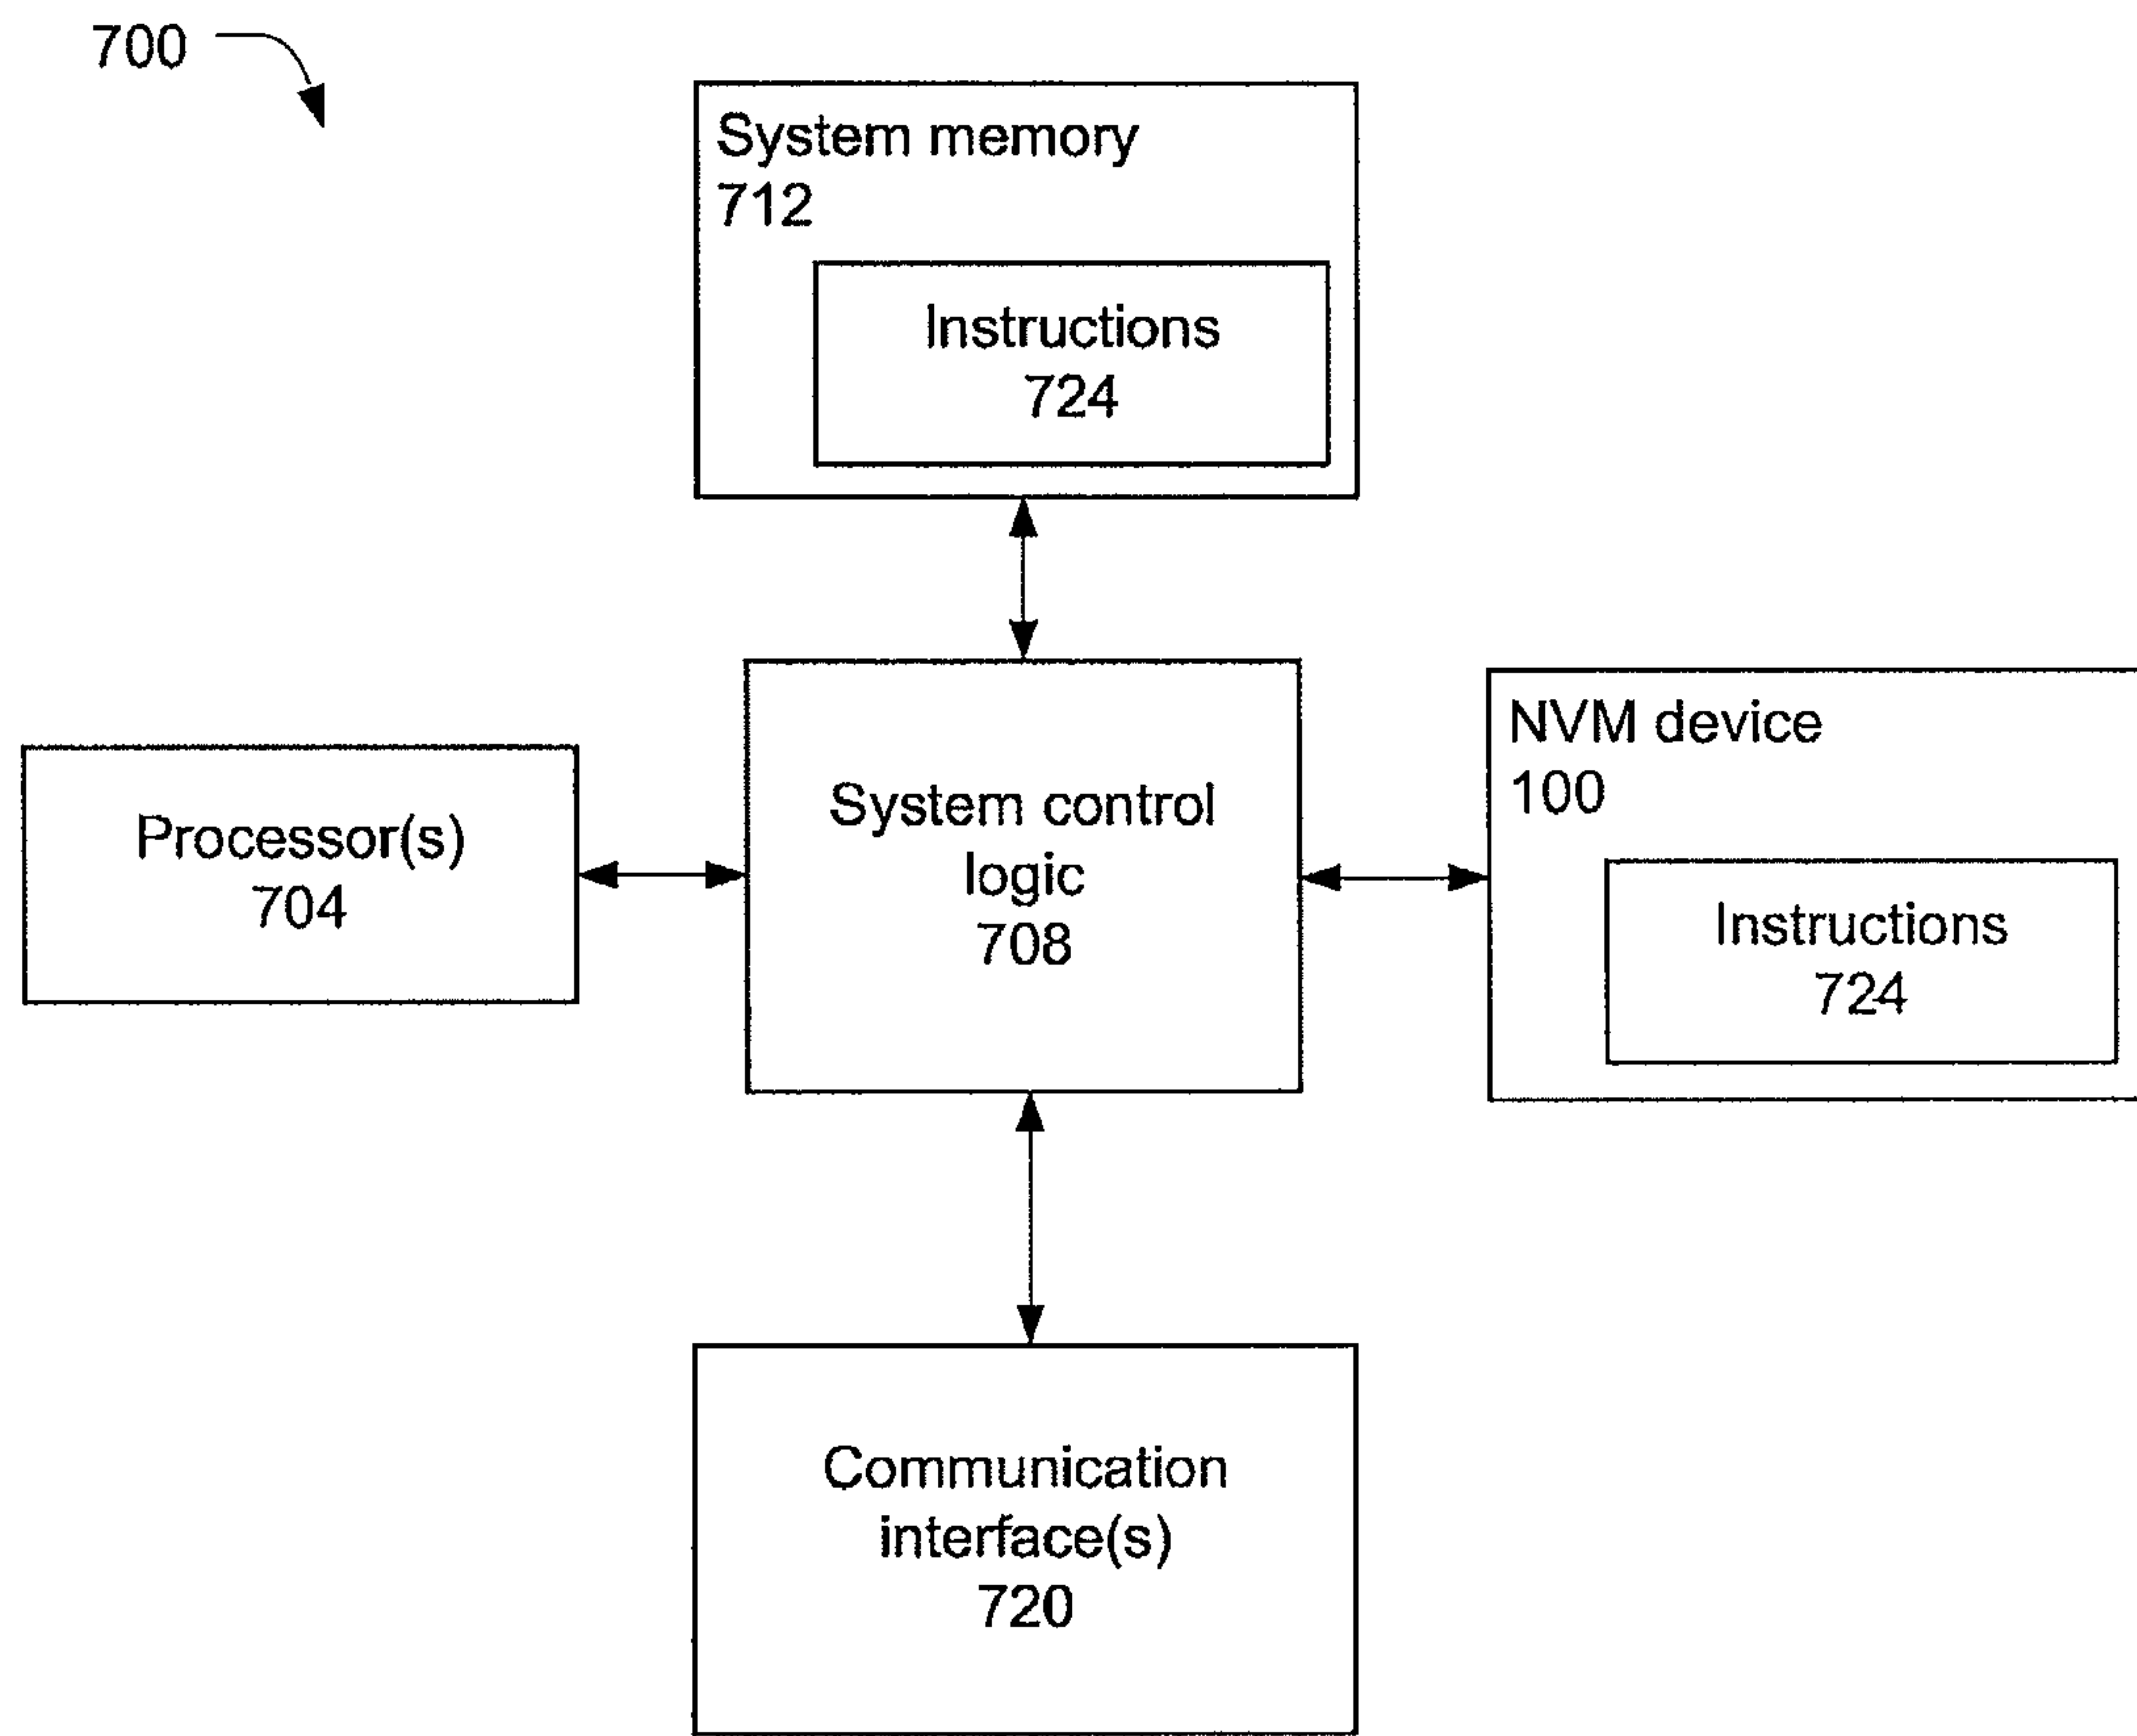 700
System memory
712
Instructions
724
Processor(s)
704
System control
logic
708
NVM device
100
Instructions
724
Communication
interface(s)
720